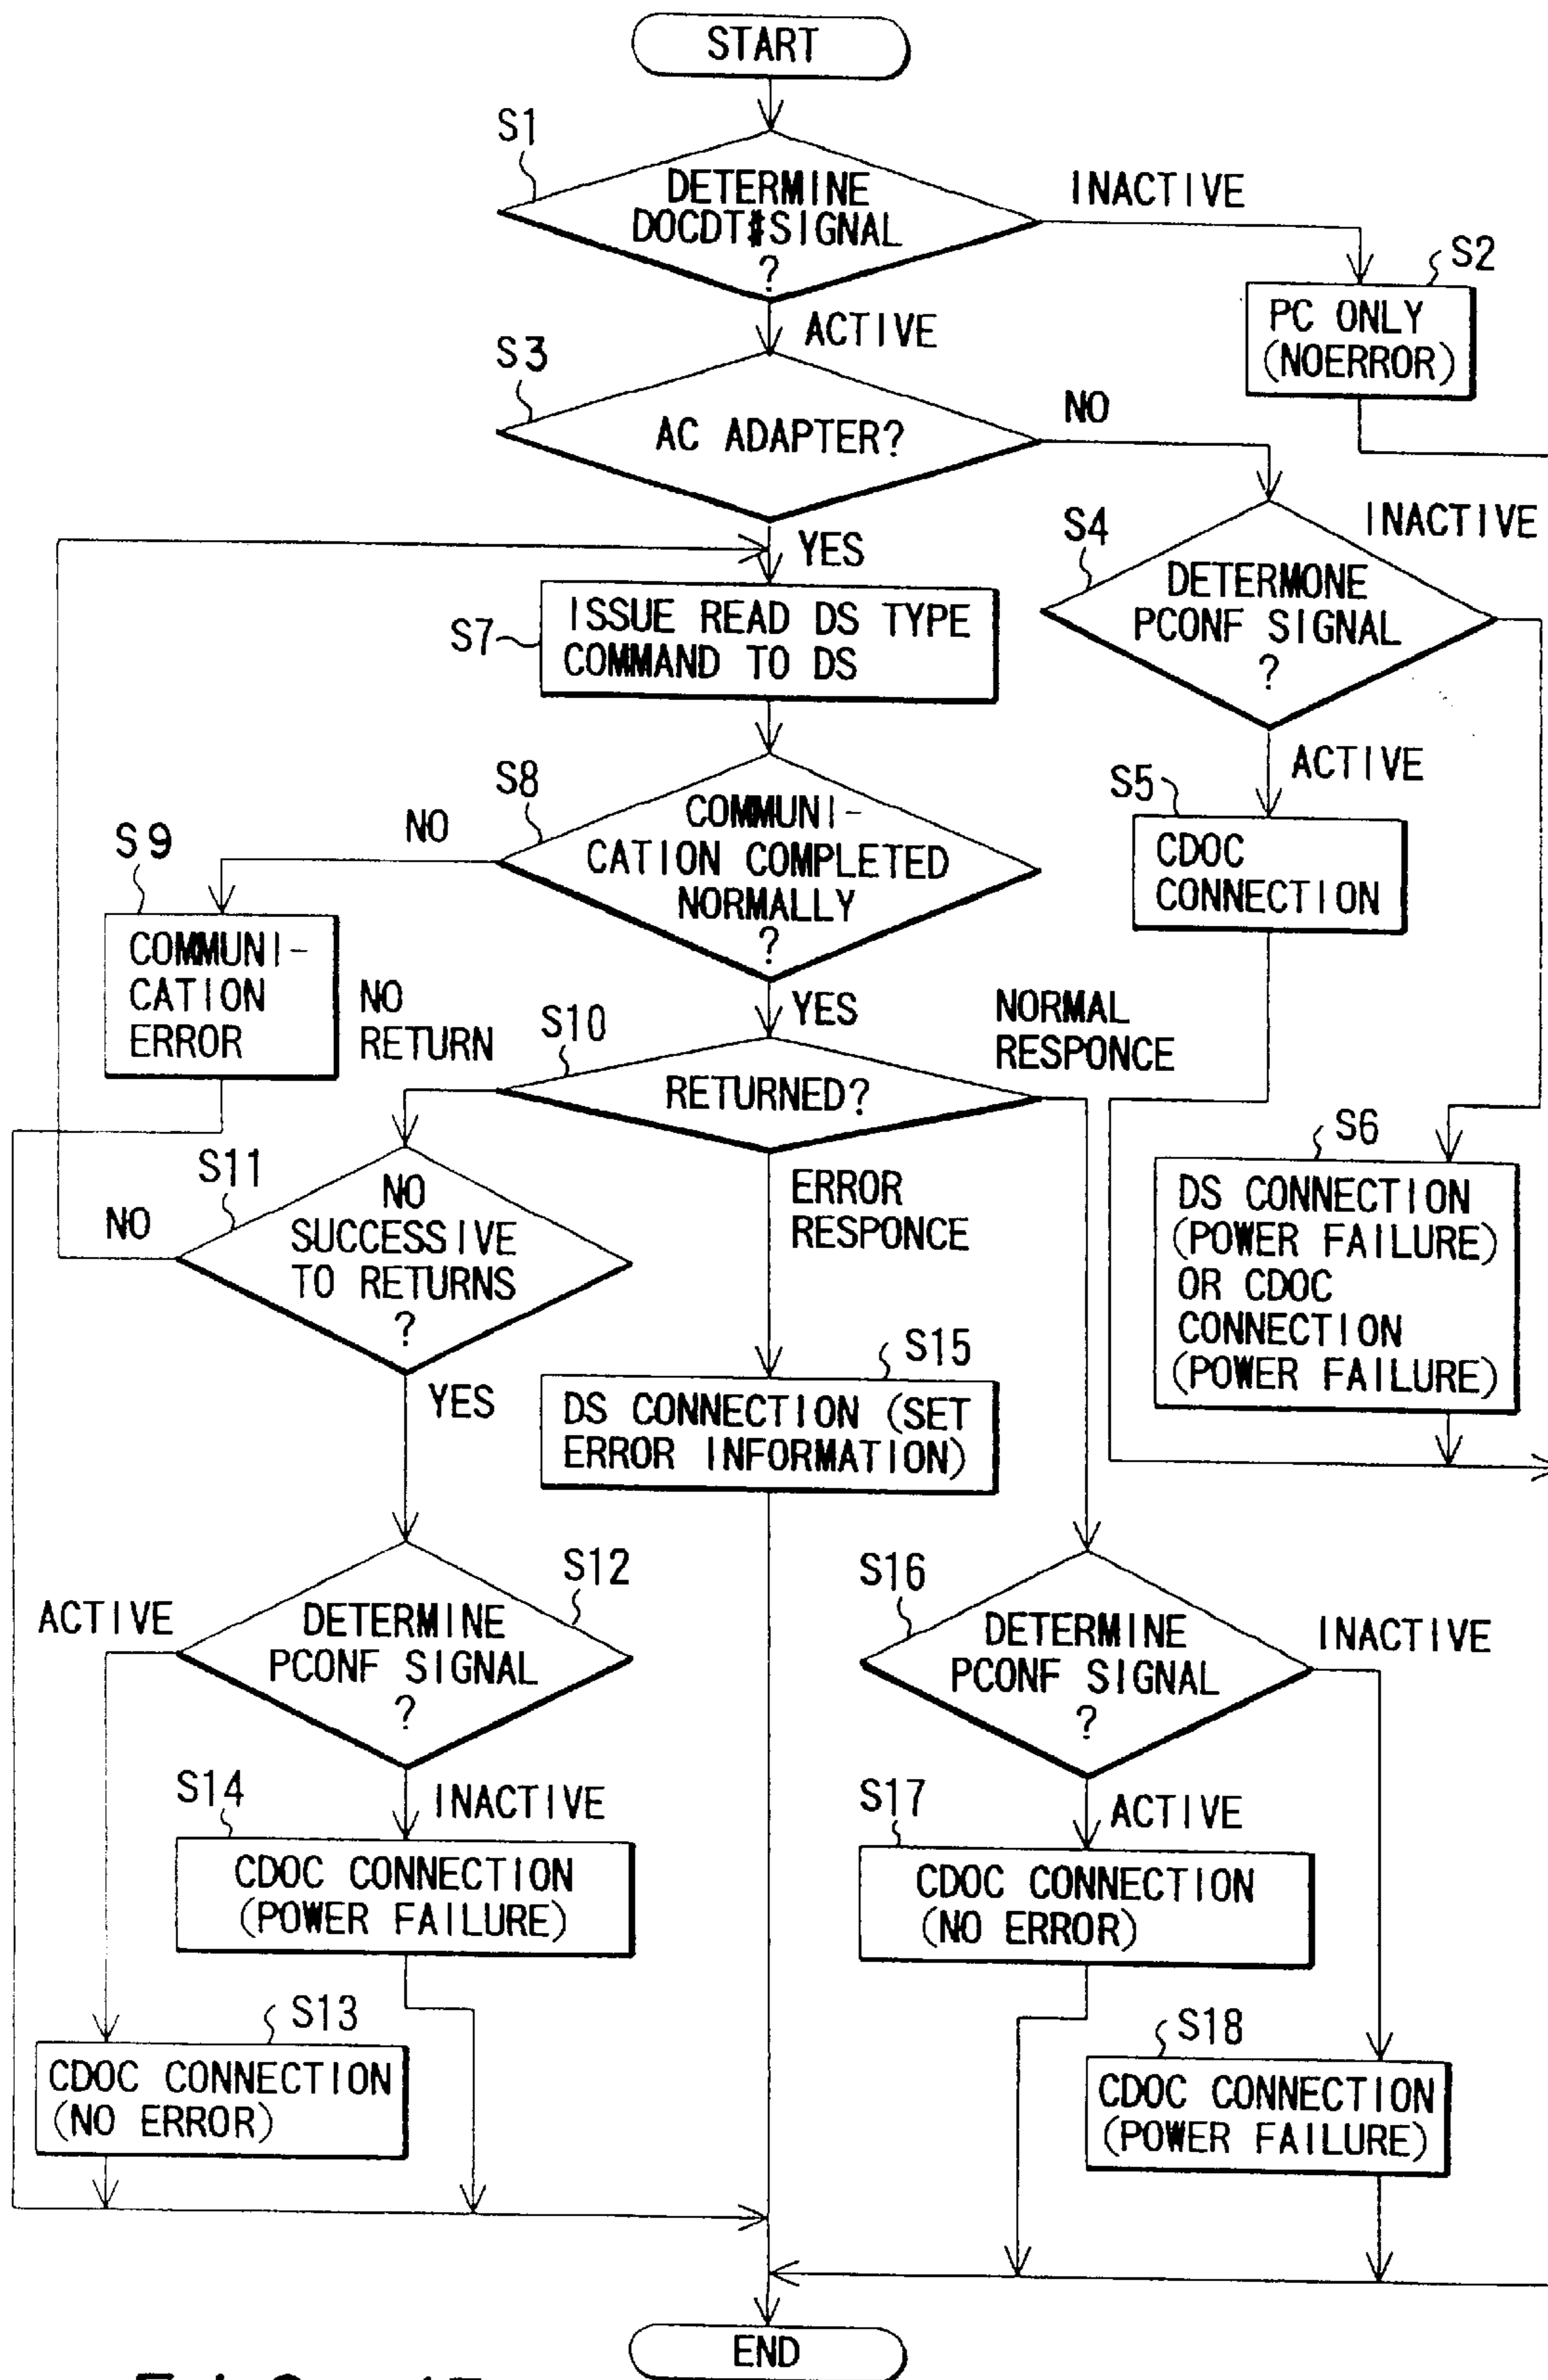 START
S1
DETERMINE
DOCDT#SIGNAL
?
INACTIVE
S2
PC ONLY
(NOERROR)
ACTIVE
S3
AC ADAPTER?
NO
YES
S4
INACTIVE
DETERMONE
PCONF SIGNAL
?
S7
ISSUE READ DS TYPE
COMMAND TO DS
ACTIVE
S5
CDOC
CONNECTION
S8
COMMUNI-
CATION COMPLETED
NORMALLY
?
NO
S9
COMMUNI-
CATION
ERROR
YES
NO
RETURN
S10
RETURNED?
NORMAL
RESPONCE
S6
DS CONNECTION
(POWER FAILURE)
OR CDOC
CONNECTION
(POWER FAILURE)
S11
NO
SUCCESSIVE
TO RETURNS
?
NO
ERROR
RESPONCE
YES
S15
DS CONNECTION (SET
ERROR INFORMATION)
S12
DETERMINE
PCONF SIGNAL
?
ACTIVE
S16
DETERMINE
PCONF SIGNAL
?
INACTIVE
S14
INACTIVE
CDOC CONNECTION
(POWER FAILURE)
S17
ACTIVE
CDOC CONNECTION
(NO ERROR)
S13
CDOC CONNECTION
(NO ERROR)
S18
CDOC CONNECTION
(POWER FAILURE)
END